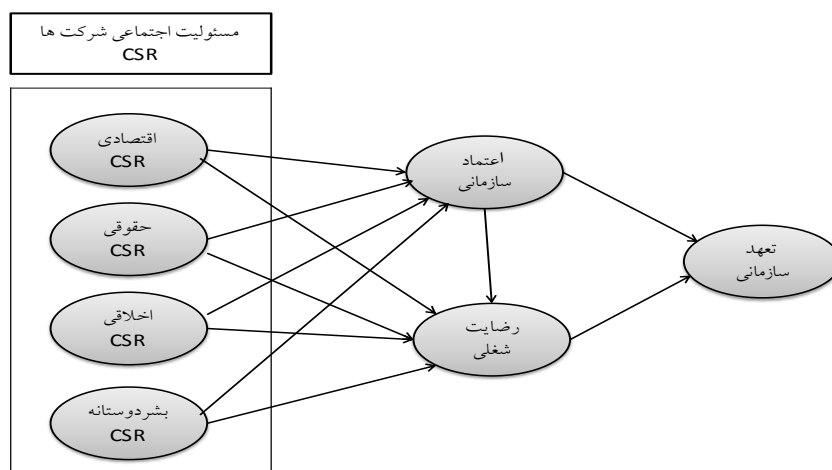 مسئولیت اجتماعی شرکت ها
CSR
اقتصادی
CSR
حقوقی
CSR
اخلاقی
CSR
بشردوستانه
CSR
اعتماد
سازمانی
رضایت
شغلی
تعهد
سازمانی